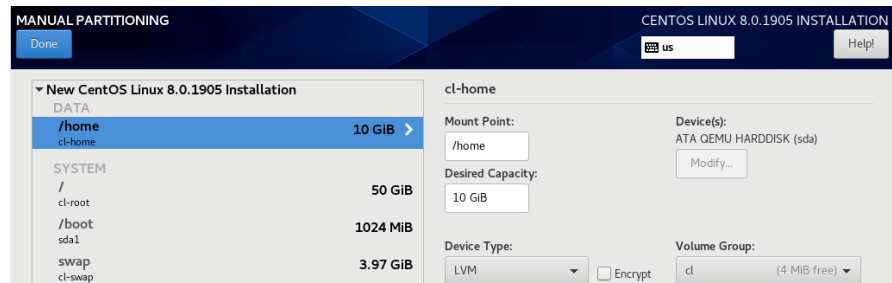 MANUAL PARTITIONING
CENTOS LINUX 8.0.1905 INSTALLATION
Done
us
Help!
New CentOS Linux 8.0.1905 Installation
DATA
/home
10 GiB
cl-home
SYSTEM
/
50 GiB
cl-root
/boot
1024 MiB
sda1
swap
3.97 GiB
cl-swap
cl-home
Mount Point:
/home
Device(s):
ATA QEMU HARDDISK (sda)
Modify...
Desired Capacity:
10 GiB
Device Type:
LVM
Encrypt
Volume Group:
cl (4 MiB free)